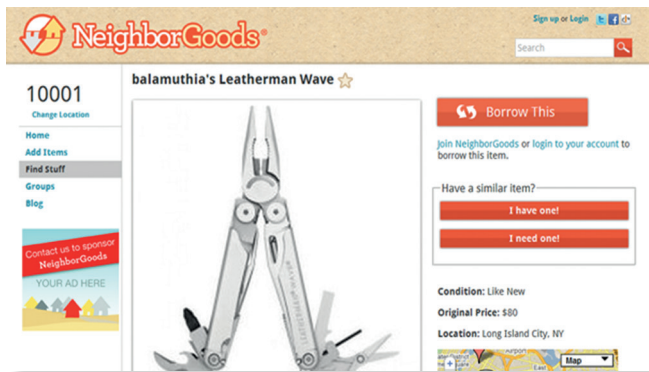 NeighborGoods®
Sign up or Login
Search
10001
Change Location
Home
Add Items
Find Stuff
Groups
Blog
Contact us to sponsor
NeighborGoods
YOUR AD HERE
balamuthia's Leatherman Wave
LEATHERMAN
Borrow This
Join NeighborGoods or login to your account to
borrow this item.
Have a similar item?
I have one!
I need one!
Condition: Like New
Original Price: $80
Location: Long Island City, NY
Airport
East
Map